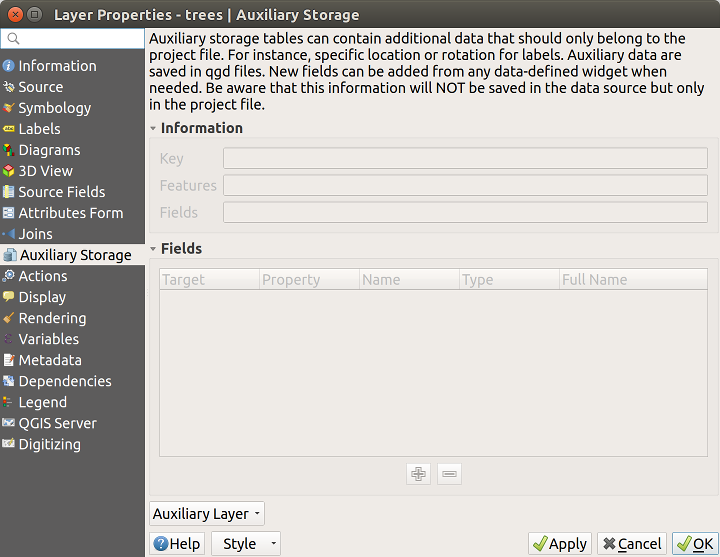 Layer Properties - trees | Auxiliary Storage
Information
Source
Symbology
Labels
Diagrams
3D View
Source Fields
Attributes Form
Joins
Auxiliary Storage
Actions
Display
Rendering
Variables
Metadata
Dependencies
Legend
QGIS Server
Digitizing
Auxiliary storage tables can contain additional data that should only belong to the
project file. For instance, specific location or rotation for labels. Auxiliary data are
saved in qgd files. New fields can be added from any data-defined widget when
needed. Be aware that this information will NOT be saved in the data source but only
in the project file.
Information
Key
Features
Fields
Fields
Target Property Name Type Full Name
Auxiliary Layer
Help Style Apply Cancel OK